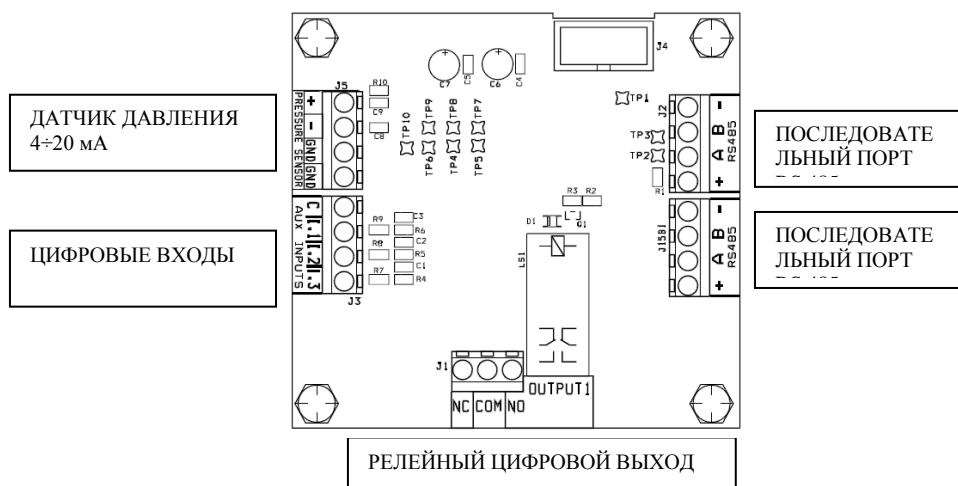 ДАТЧИК ДАВЛЕНИЯ
4÷20 мА
ЦИФРОВЫЕ ВХОДЫ
J5
+
-
GND
GND
PRESSURE SENSOR
R10
C9
C8
C I.1 I.2 I.3
AUX INPUTS
J3
R9
R8
R7
C3
R6
C2
R5
C1
R4
C7
C5
C6
C4
J4
TP10
TP9
TP8
TP7
TP6
TP4
TP5
TP1
TP3
TP2
R1
R3
R2
D1
Q1
LS1
J2
-
B
A
+
RS485
J15B1
-
B
A
+
RS485
J1
NC COM NO
OUTPUT1
ПОСЛЕДОВАТЕ
ЛЬНЫЙ ПОРТ
ПОСЛЕДОВАТЕ
ЛЬНЫЙ ПОРТ
РЕЛЕЙНЫЙ ЦИФРОВОЙ ВЫХОД